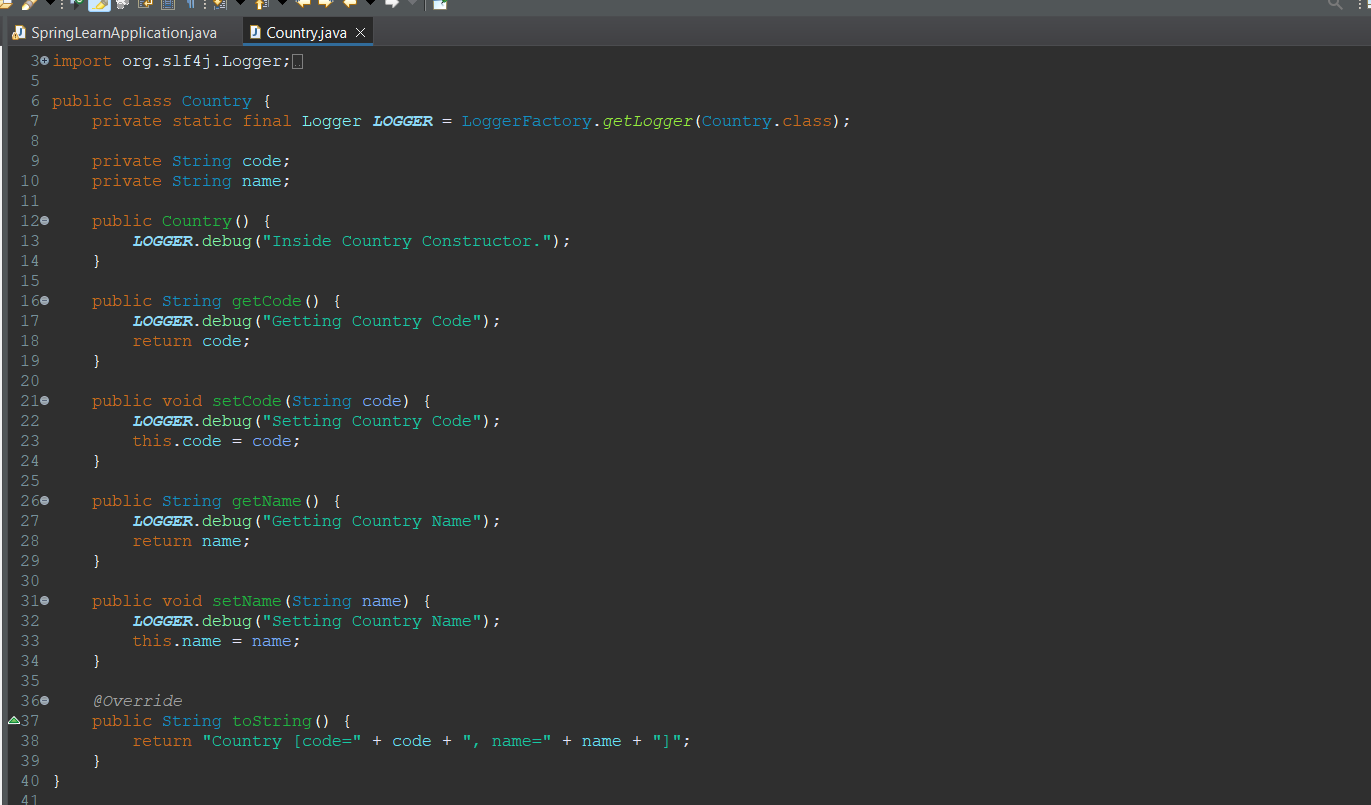 SpringLearnApplication.java Country.java
3 import org.slf4j.Logger;
5
6 public class Country {
7 private static final Logger LOGGER = LoggerFactory.getLogger(Country.class);
8
9 private String code;
10 private String name;
11
12 public Country() {
13 LOGGER.debug("Inside Country Constructor.");
14 }
15
16 public String getCode() {
17 LOGGER.debug("Getting Country Code");
18 return code;
19 }
20
21 public void setCode(String code) {
22 LOGGER.debug("Setting Country Code");
23 this.code = code;
24 }
25
26 public String getName() {
27 LOGGER.debug("Getting Country Name");
28 return name;
29 }
30
31 public void setName(String name) {
32 LOGGER.debug("Setting Country Name");
33 this.name = name;
34 }
35
36 @Override
37 public String toString() {
38 return "Country [code=" + code + ", name=" + name + "]";
39 }
40 }
41